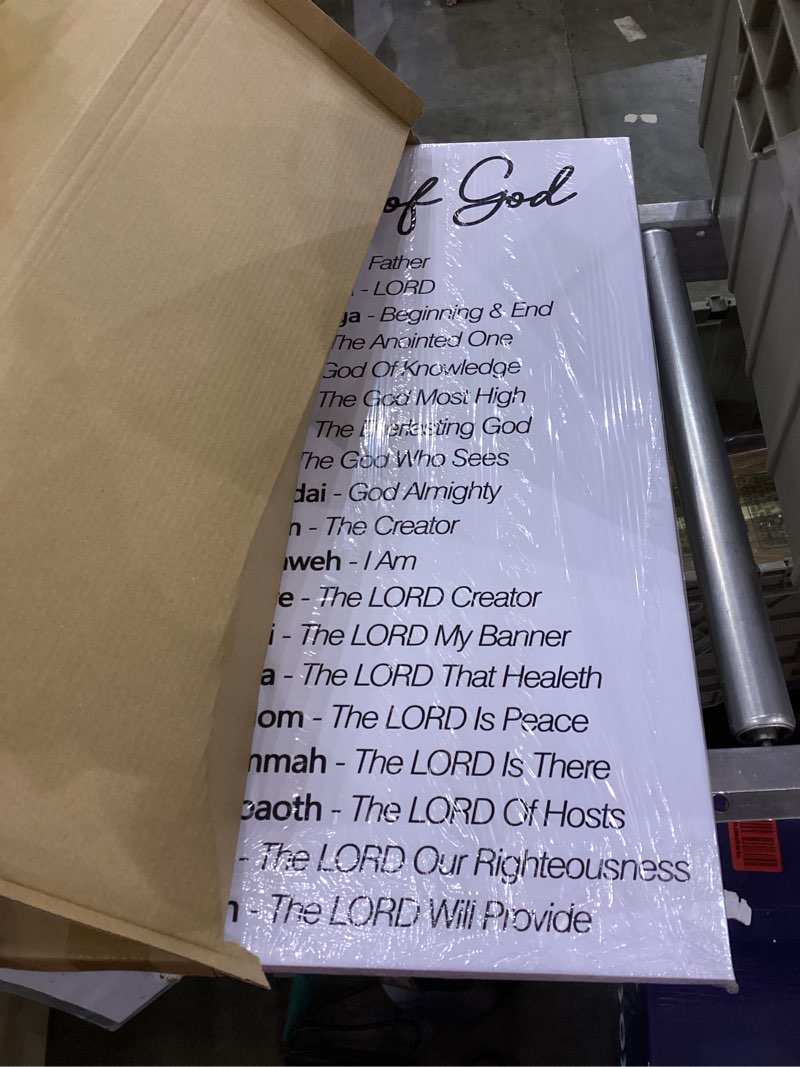 of God
Father
- LORD
ya - Beginning & End
The Anointed One
God Of Knowledge
The God Most High
The Everlasting God
The God Who Sees
dai - God Almighty
n - The Creator
weh - I Am
e - The LORD Creator
i - The LORD My Banner
a - The LORD That Healeth
om - The LORD Is Peace
mmah - The LORD Is There
baoth - The LORD Of Hosts
- The LORD Our Righteousness
h - The LORD Will Provide